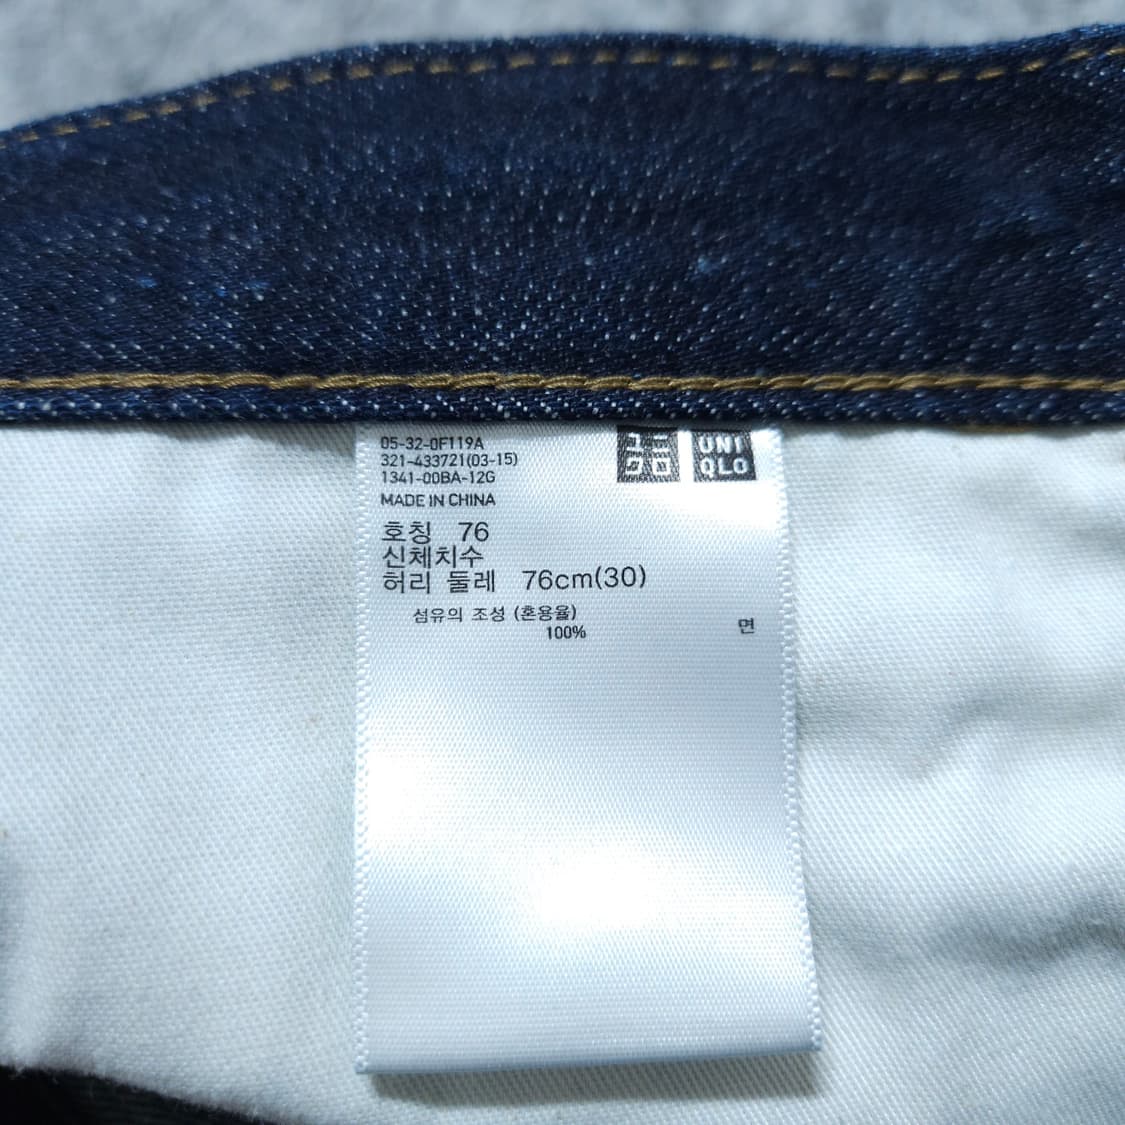 05-32-0F119A
321-433721(03-15)
1341-00BA-12G
MADE IN CHINA
ユニ
クロ
UNI
QLO
호칭 76
신체치수
허리 둘레 76cm(30)
섬유의 조성 (혼용율)
100% 면